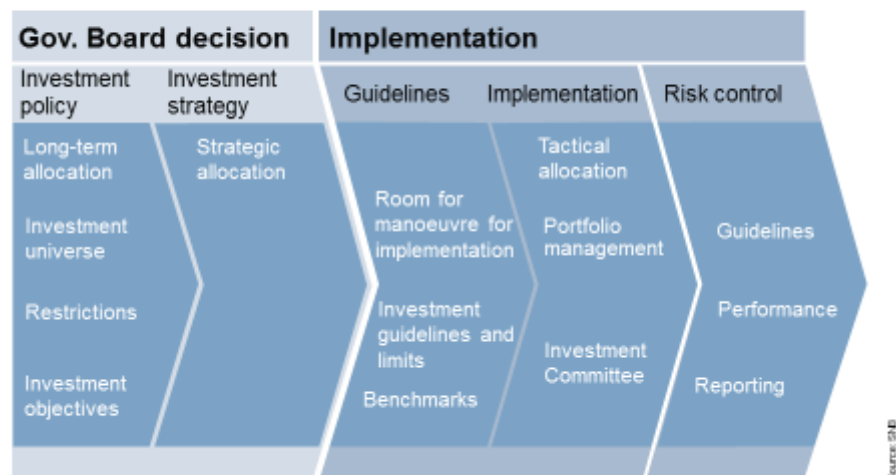 Gov. Board decision
Implementation
Investment
policy
Investment
strategy
Guidelines
Implementation
Risk control
Long-term
allocation
Investment
universe
Restrictions
Investment
objectives
Strategic
allocation
Room for
manoeuvre for
implementation
Investment
guidelines and
limits
Benchmarks
Tactical
allocation
Portfolio
management
Investment
Committee
Guidelines
Performance
Reporting
Source: SNB